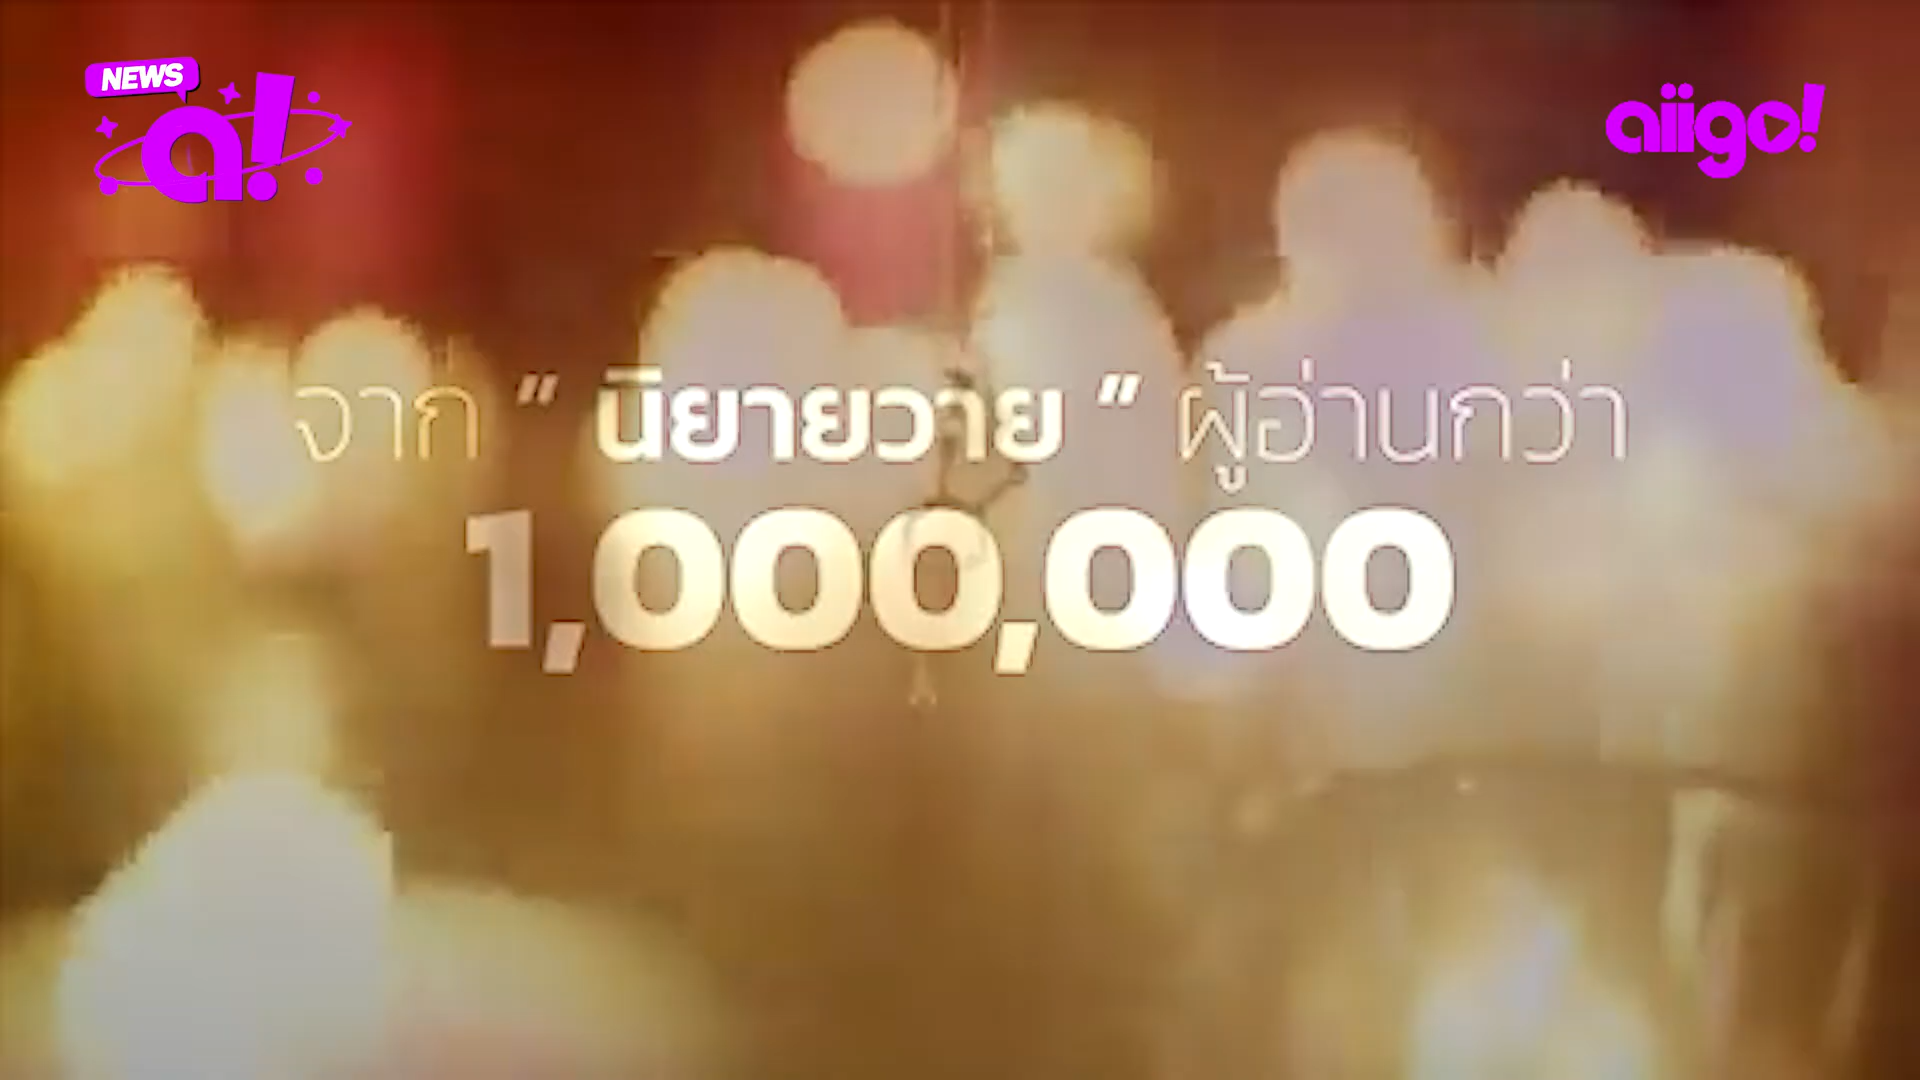 NEWS
a!
aiigo!
จาก " นิยายวาย " ผู้อ่านกว่า
1,000,000